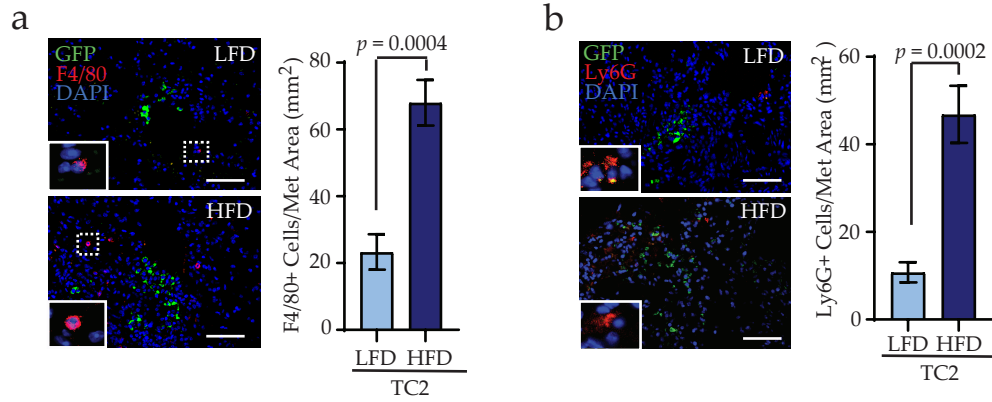 a
GFP
F4/80
DAPI
LFD
HFD
F4/80+ Cells/Met Area (mm²)
80
60
40
20
0
p = 0.0004
LFD HFD
TC2
b
GFP
Ly6G
DAPI
LFD
HFD
Ly6G+ Cells/Met Area (mm²)
60
40
20
0
p = 0.0002
LFD HFD
TC2